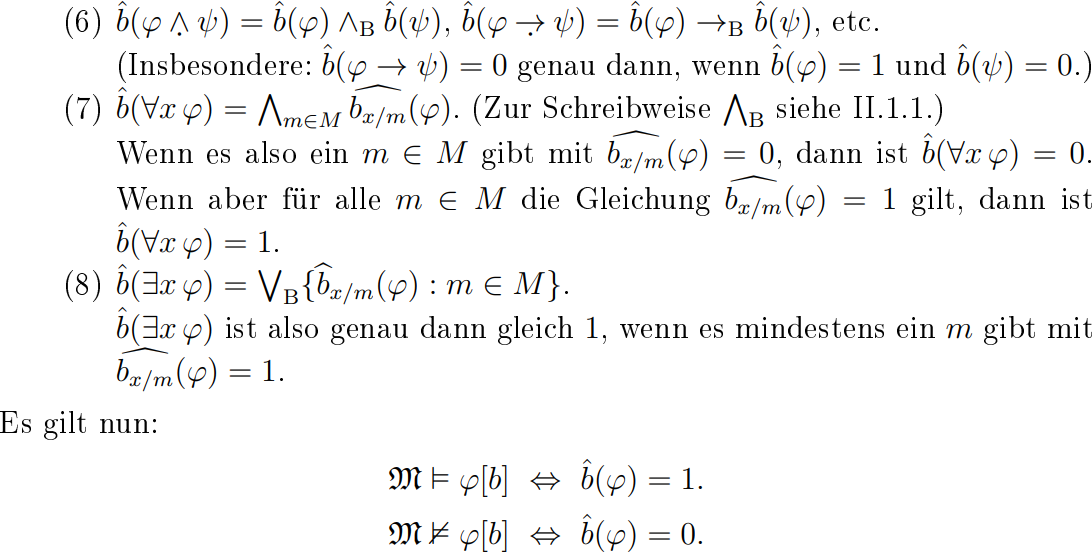 (6) b̂(φ ∧̣ ψ) = b̂(φ) ∧_B b̂(ψ), b̂(φ →̣ ψ) = b̂(φ) →_B b̂(ψ), etc.
(Insbesondere: b̂(φ → ψ) = 0 genau dann, wenn b̂(φ) = 1 und b̂(ψ) = 0.)
(7) b̂(∀x φ) = ⋀_{m∈M} \widehat{b_{x/m}}(φ). (Zur Schreibweise ⋀_B siehe II.1.1.)
Wenn es also ein m ∈ M gibt mit \widehat{b_{x/m}}(φ) = 0, dann ist b̂(∀x φ) = 0.
Wenn aber für alle m ∈ M die Gleichung \widehat{b_{x/m}}(φ) = 1 gilt, dann ist
b̂(∀x φ) = 1.
(8) b̂(∃x φ) = ⋁_B{b̂_{x/m}(φ) : m ∈ M}.
b̂(∃x φ) ist also genau dann gleich 1, wenn es mindestens ein m gibt mit
\widehat{b_{x/m}}(φ) = 1.
Es gilt nun:
𝔐 ⊨ φ[b] ⇔ b̂(φ) = 1.
𝔐 ⊭ φ[b] ⇔ b̂(φ) = 0.